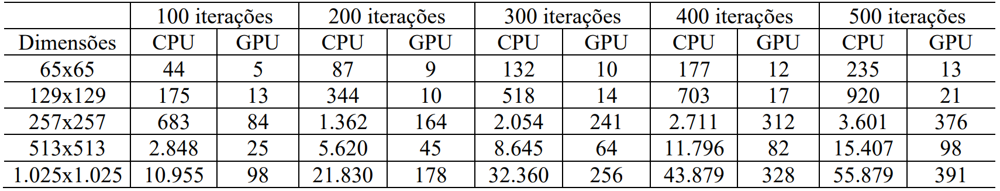 100 iterações 200 iterações 300 iterações 400 iterações 500 iterações
Dimensões CPU GPU CPU GPU CPU GPU CPU GPU CPU GPU
65x65 44 5 87 9 132 10 177 12 235 13
129x129 175 13 344 10 518 14 703 17 920 21
257x257 683 84 1.362 164 2.054 241 2.711 312 3.601 376
513x513 2.848 25 5.620 45 8.645 64 11.796 82 15.407 98
1.025x1.025 10.955 98 21.830 178 32.360 256 43.879 328 55.879 391